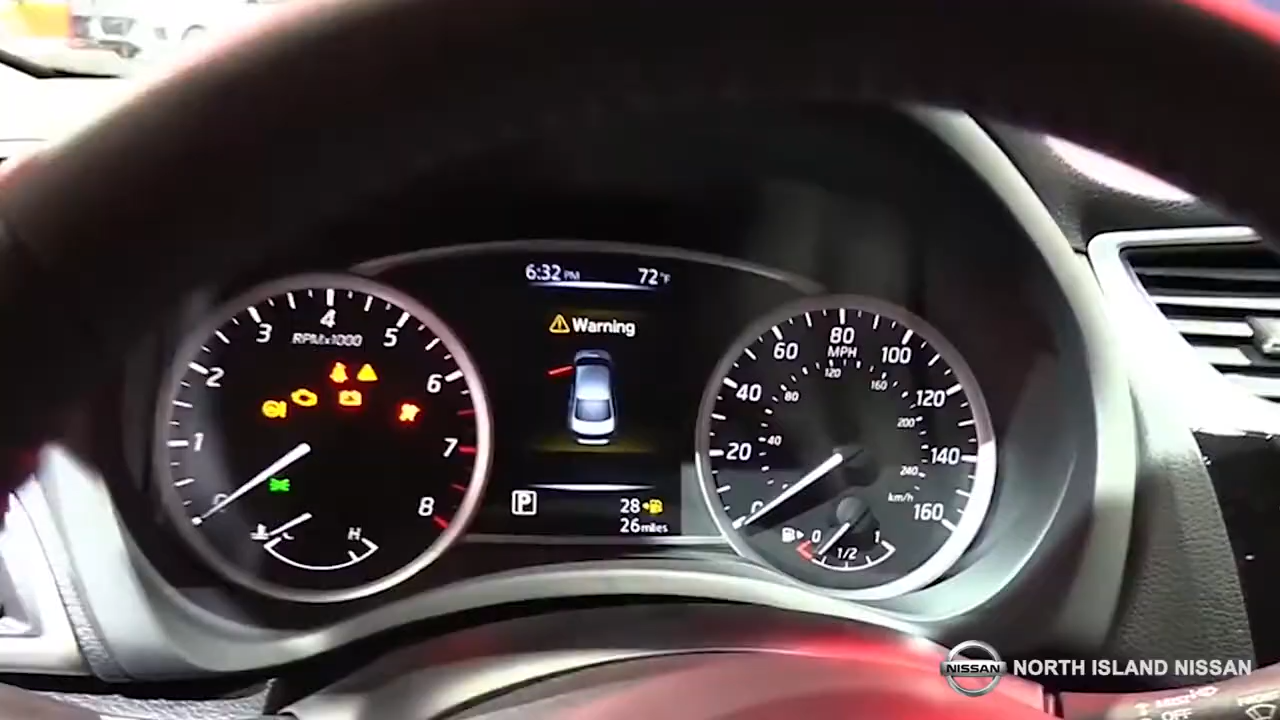 6:32 PM 72°F
Warning
1 2 3 4 5 6 7 8
RPMx1000
H
20 40 60 80 100 120 140 160
MPH
40 80 120 160 200 240
km/h
0 1/2 1
P
28
26 miles
NISSAN NORTH ISLAND NISSAN
OFF